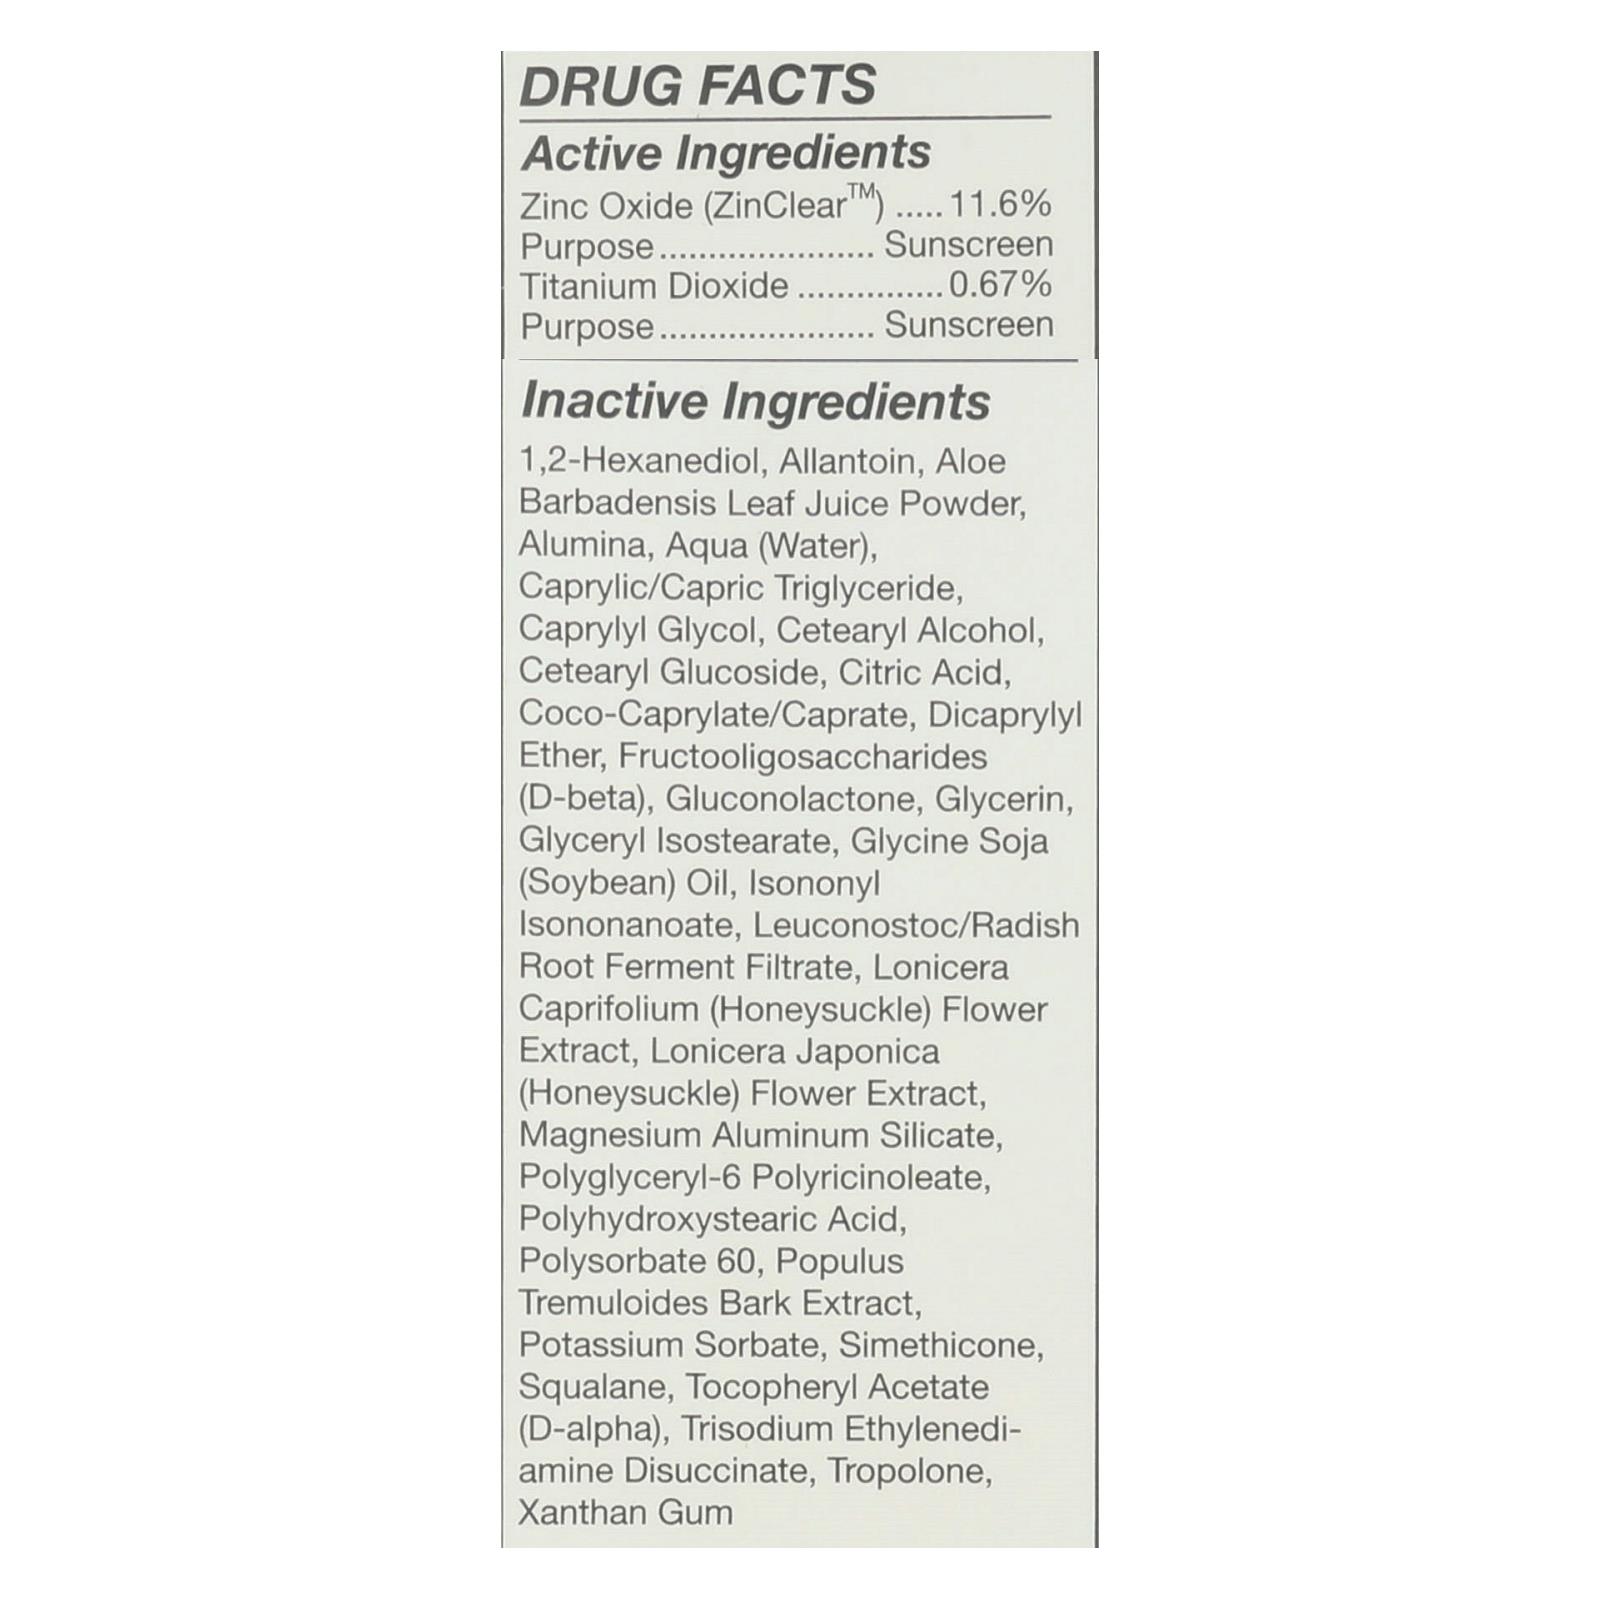 DRUG FACTS
Active Ingredients
Zinc Oxide (ZinClear™) ..... 11.6%
Purpose ...................... Sunscreen
Titanium Dioxide ............... 0.67%
Purpose ...................... Sunscreen
Inactive Ingredients
1,2-Hexanediol, Allantoin, Aloe
Barbadensis Leaf Juice Powder,
Alumina, Aqua (Water),
Caprylic/Capric Triglyceride,
Caprylyl Glycol, Cetearyl Alcohol,
Cetearyl Glucoside, Citric Acid,
Coco-Caprylate/Caprate, Dicaprylyl
Ether, Fructooligosaccharides
(D-beta), Gluconolactone, Glycerin,
Glyceryl Isostearate, Glycine Soja
(Soybean) Oil, Isononyl
Isononanoate, Leuconostoc/Radish
Root Ferment Filtrate, Lonicera
Caprifolium (Honeysuckle) Flower
Extract, Lonicera Japonica
(Honeysuckle) Flower Extract,
Magnesium Aluminum Silicate,
Polyglyceryl-6 Polyricinoleate,
Polyhydroxystearic Acid,
Polysorbate 60, Populus
Tremuloides Bark Extract,
Potassium Sorbate, Simethicone,
Squalane, Tocopheryl Acetate
(D-alpha), Trisodium Ethylenedi-
amine Disuccinate, Tropolone,
Xanthan Gum